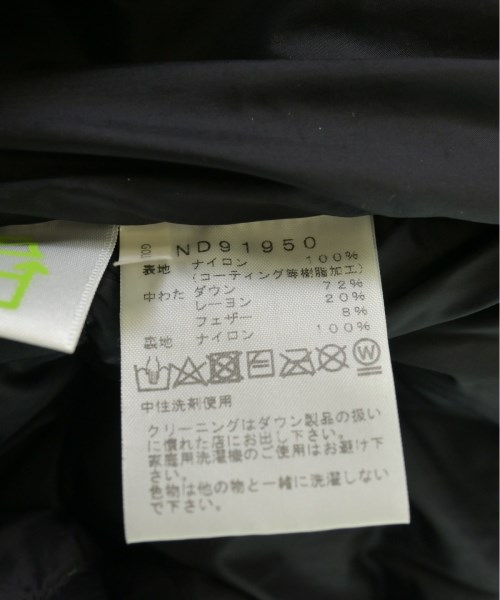 GOL
ND91950
表地 ナイロン 100%
(コーティング等樹脂加工)
中わた ダウン 72%
レーヨン 20%
フェザー 8%
裏地 ナイロン 100%
W
中性洗剤使用
クリーニングはダウン製品の扱い
に慣れた店にお出し下さい。
家庭用洗濯機のご使用はお避け下
さい。
色物は他の物と一緒に洗濯しない
で下さい。